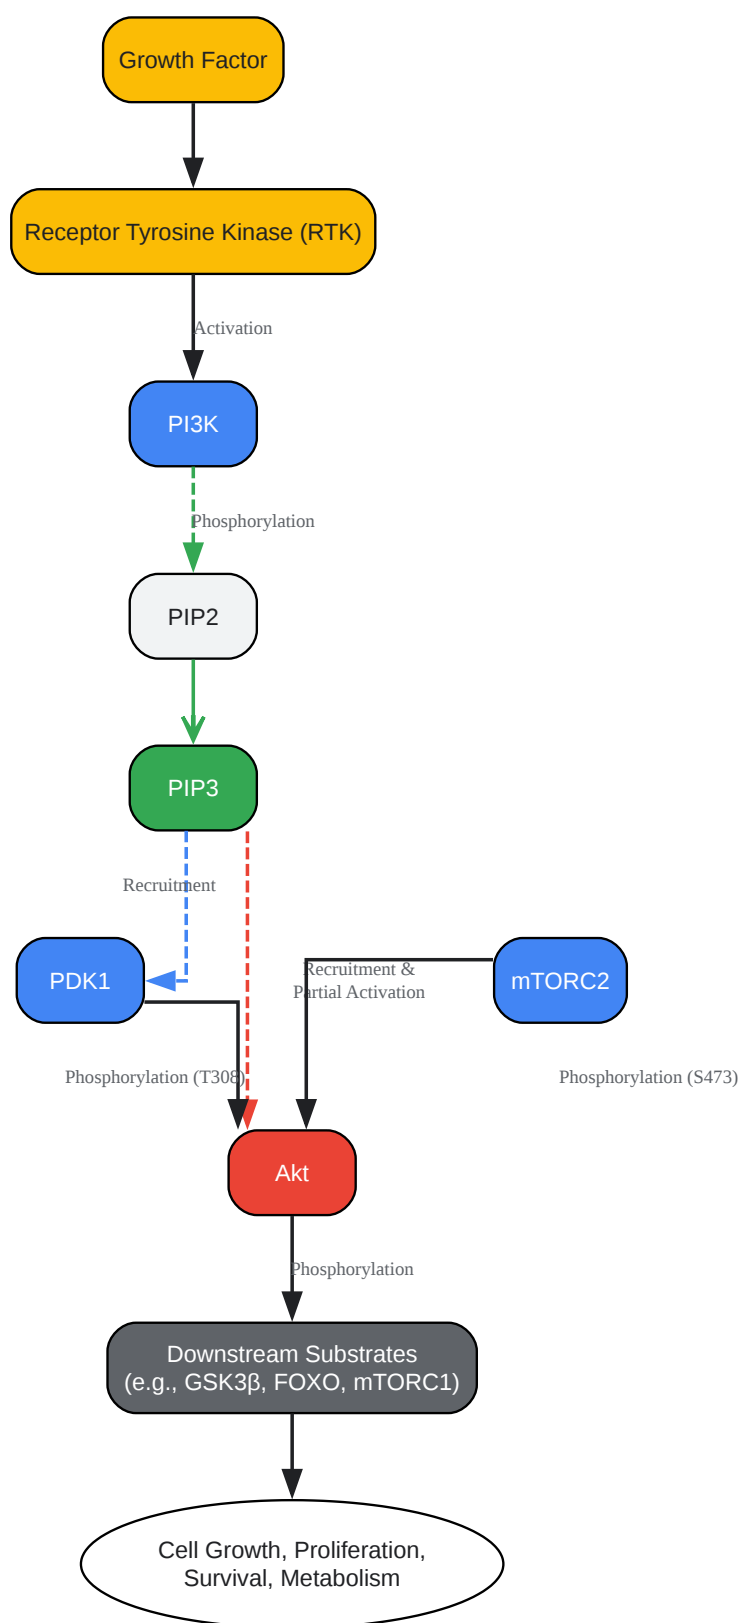 Growth Factor
Receptor Tyrosine Kinase (RTK)
Activation
PI3K
Phosphorylation
PIP2
PIP3
Recruitment
Recruitment &
Partial Activation
PDK1
mTORC2
Phosphorylation (T308)
Phosphorylation (S473)
Akt
Phosphorylation
Downstream Substrates
(e.g., GSK3β, FOXO, mTORC1)
Cell Growth, Proliferation,
Survival, Metabolism